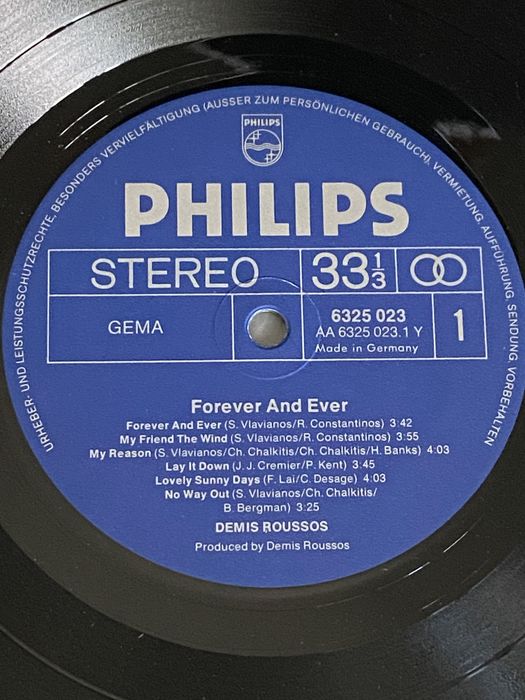 URHEBER- UND LEISTUNGSSCHUTZRECHTE, BESONDERS VERVIELFÄLTIGUNG (AUSSER ZUM PERSÖNLICHEN GEBRAUCH), VERMIETUNG, AUFFÜHRUNG, SENDUNG, VORBEHALTEN
PHILIPS
PHILIPS
STEREO 33 1/3
GEMA
6325 023
AA 6325 023.1 Y
Made in Germany
1
Forever And Ever
Forever And Ever (S. Vlavianos/R. Constantinos) 3:42
My Friend The Wind (S. Vlavianos/R. Constantinos) 3:55
My Reason (S. Vlavianos/Ch. Chalkitis/Ch. Chalkitis/H. Banks) 4:03
Lay It Down (J. J. Cremier/P. Kent) 3:45
Lovely Sunny Days (F. Lai/C. Desage) 4:03
No Way Out (S. Vlavianos/Ch. Chalkitis/
B. Bergman) 3:25
DEMIS ROUSSOS
Produced by Demis Roussos